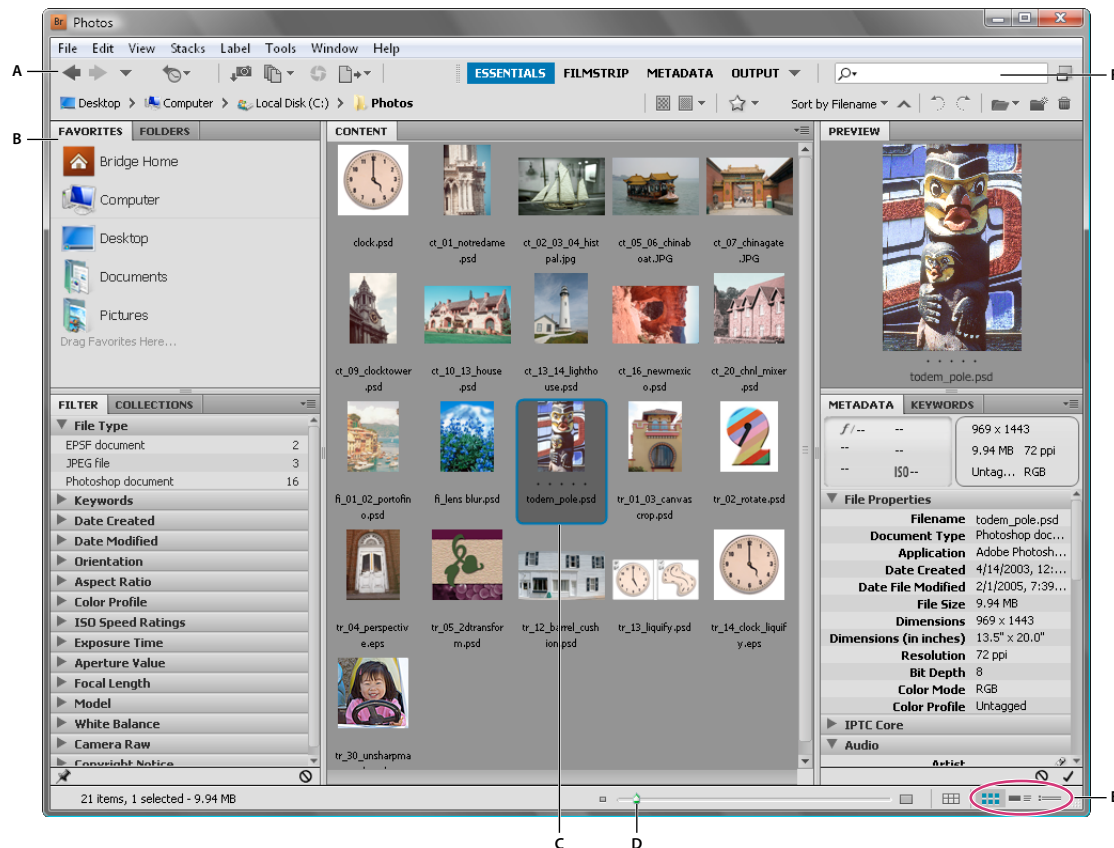 Br Photos
File Edit View Stacks Label Tools Window Help
A
ESSENTIALS FILMSTRIP METADATA OUTPUT
Desktop > Computer > Local Disk (C:) > Photos
Sort by Filename
B
FAVORITES FOLDERS
Bridge Home
Computer
Desktop
Documents
Pictures
Drag Favorites Here...
FILTER COLLECTIONS
File Type
EPSF document 2
JPEG file 3
Photoshop document 16
Keywords
Date Created
Date Modified
Orientation
Aspect Ratio
Color Profile
ISO Speed Ratings
Exposure Time
Aperture Value
Focal Length
Model
White Balance
Camera Raw
Copyright Notice
CONTENT
clock.psd
ct_01_notredame
.psd
ct_02_03_04_hist
pal.jpg
ct_05_06_chinab
oat.JPG
ct_07_chinagate
.JPG
ct_09_clocktower
.psd
ct_10_13_house
.psd
ct_13_14_lightho
use.psd
ct_16_newmexic
o.psd
ct_20_chnl_mixer
.psd
fi_01_02_portofin
o.psd
fi_lens blur.psd
todem_pole.psd
tr_01_03_canvas
crop.psd
tr_02_rotate.psd
tr_04_perspectiv
e.eps
tr_05_2dtransfor
m.psd
tr_12_barrel_cush
ion.psd
tr_13_liquify.psd
tr_14_clock_liquif
y.eps
tr_30_unsharpma
PREVIEW
todem_pole.psd
METADATA KEYWORDS
f/-- --
-- --
-- ISO--
969 x 1443
9.94 MB 72 ppi
Untag... RGB
File Properties
Filename todem_pole.psd
Document Type Photoshop doc...
Application Adobe Photosh...
Date Created 4/14/2003, 12:...
Date File Modified 2/1/2005, 7:39...
File Size 9.94 MB
Dimensions 969 x 1443
Dimensions (in inches) 13.5" x 20.0"
Resolution 72 ppi
Bit Depth 8
Color Mode RGB
Color Profile Untagged
IPTC Core
Audio
Artist
21 items, 1 selected - 9.94 MB
C
D